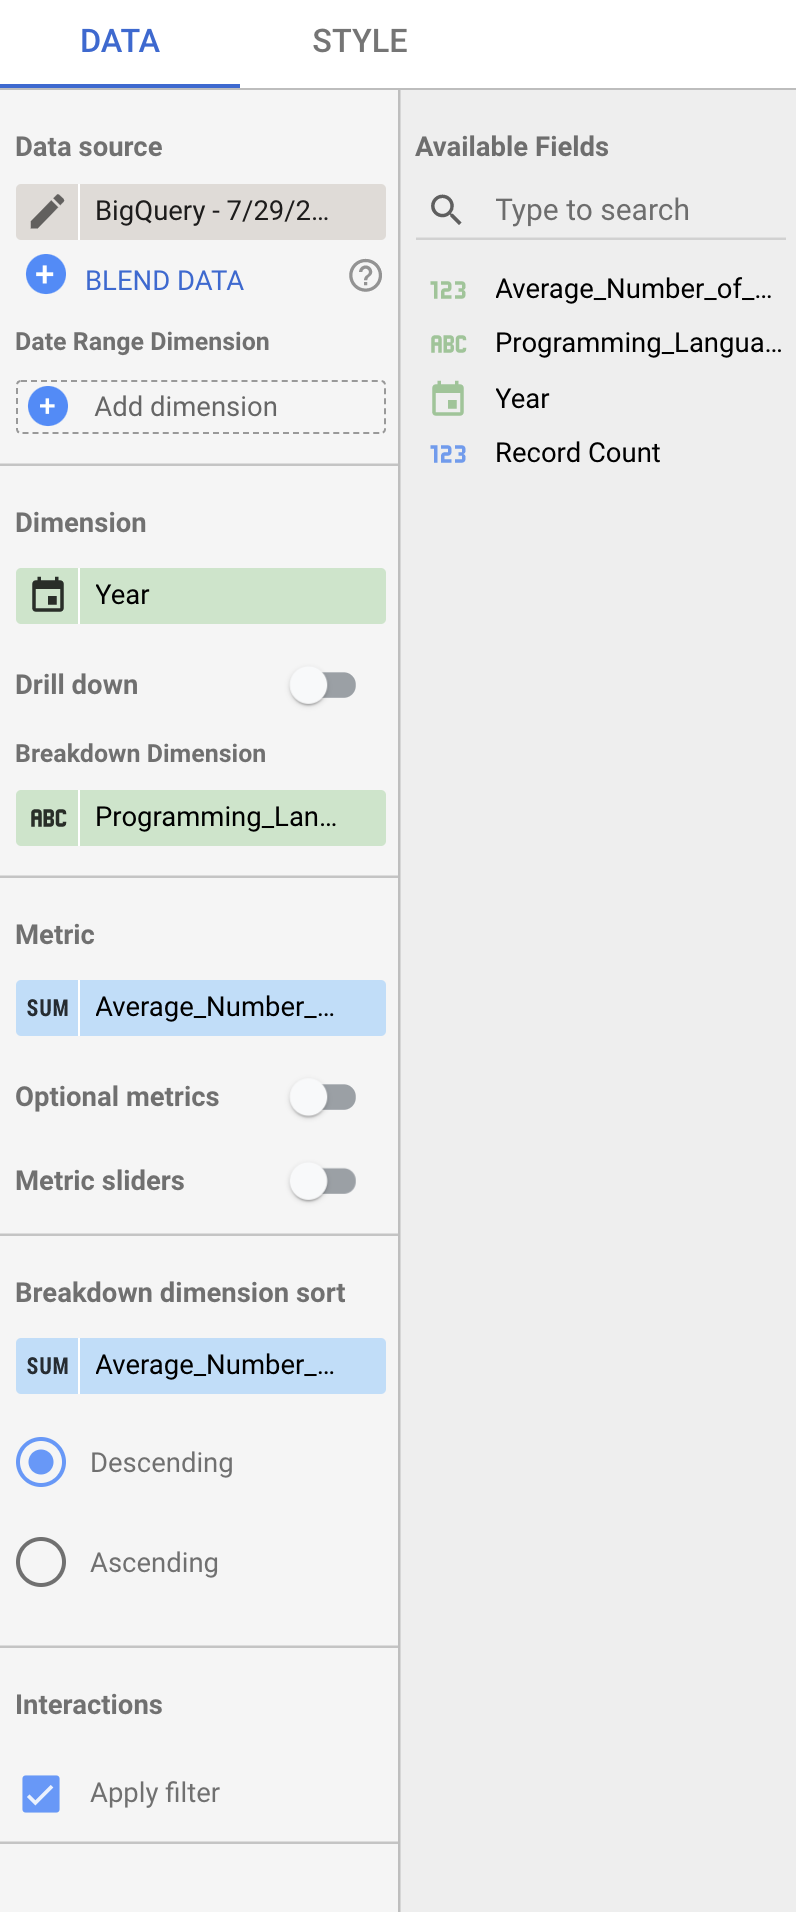 DATA
STYLE
Data source
BigQuery - 7/29/2...
BLEND DATA
?
Date Range Dimension
Add dimension
Dimension
Year
Drill down
Breakdown Dimension
ABC Programming_Lan...
Metric
SUM Average_Number_...
Optional metrics
Metric sliders
Breakdown dimension sort
SUM Average_Number_...
Descending
Ascending
Interactions
Apply filter
Available Fields
Type to search
123 Average_Number_of_...
ABC Programming_Langua...
Year
123 Record Count